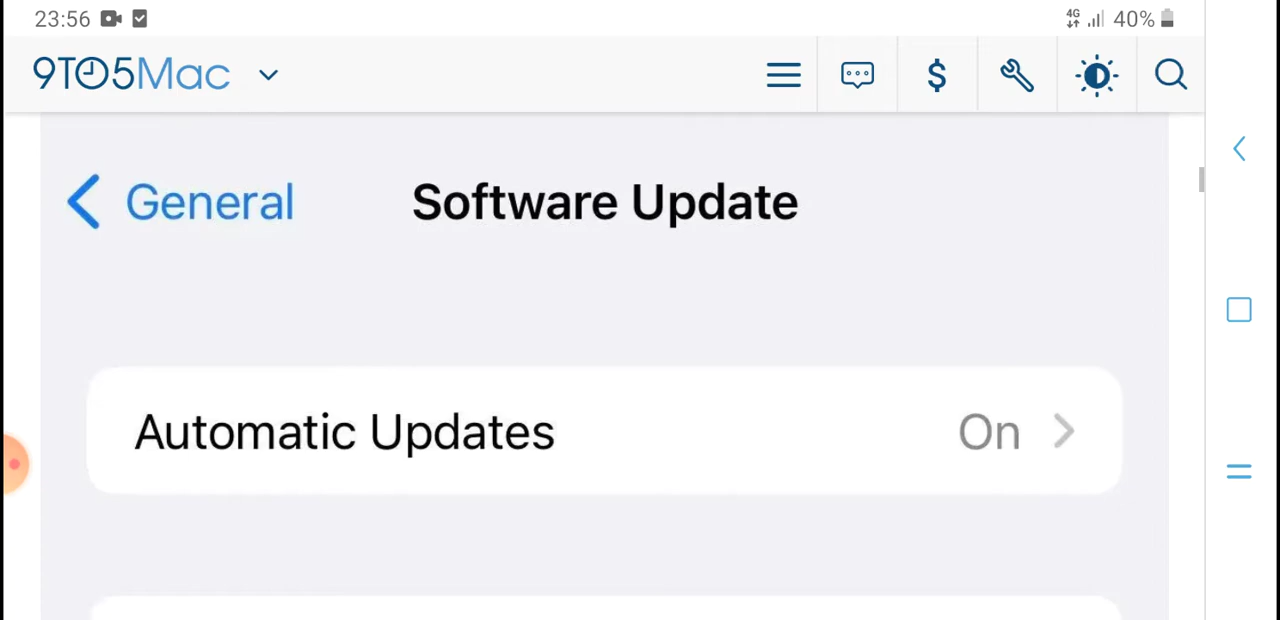 23:56 4G 40%
9TO5Mac $
General Software Update
Automatic Updates On